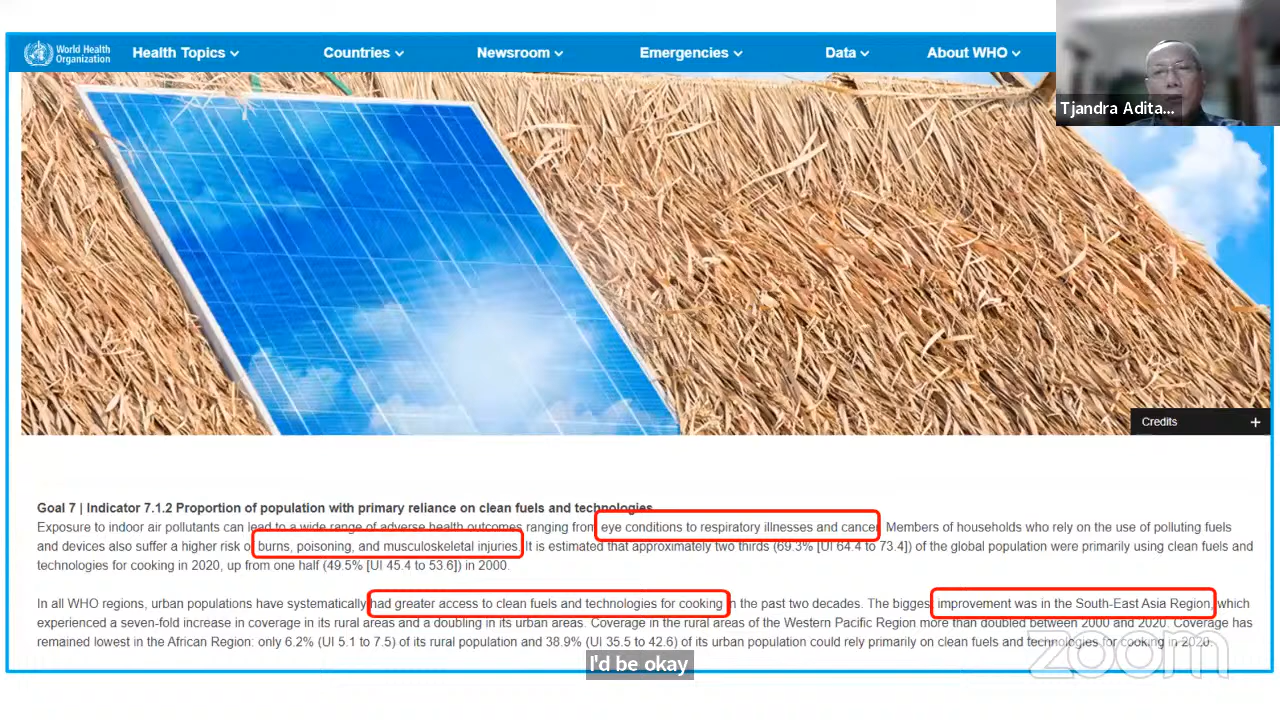 World Health
Organization
Health Topics
Countries
Newsroom
Emergencies
Data
About WHO
Tjandra Adita...
Credits +
Goal 7 | Indicator 7.1.2 Proportion of population with primary reliance on clean fuels and technologies
Exposure to indoor air pollutants can lead to a wide range of adverse health outcomes ranging from eye conditions to respiratory illnesses and cancer. Members of households who rely on the use of polluting fuels
and devices also suffer a higher risk of burns, poisoning, and musculoskeletal injuries. It is estimated that approximately two thirds (69.3% [UI 64.4 to 73.4]) of the global population were primarily using clean fuels and
technologies for cooking in 2020, up from one half (49.5% [UI 45.4 to 53.6]) in 2000.
In all WHO regions, urban populations have systematically had greater access to clean fuels and technologies for cooking in the past two decades. The biggest improvement was in the South-East Asia Region, which
experienced a seven-fold increase in coverage in its rural areas and a doubling in its urban areas. Coverage in the rural areas of the Western Pacific Region more than doubled between 2000 and 2020. Coverage has
remained lowest in the African Region: only 6.2% (UI 5.1 to 7.5) of its rural population and 38.9% (UI 35.5 to 42.6) of its urban population could rely primarily on clean fuels and technologies for cooking in 2020.
I'd be okay
zoom